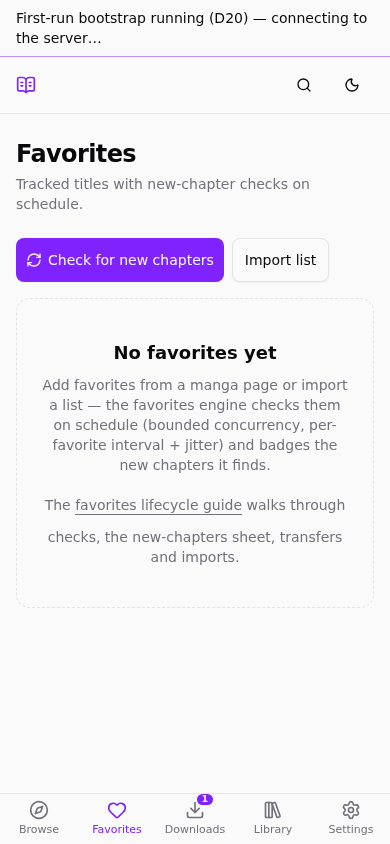 First-run bootstrap running (D20) — connecting to
the server…
Favorites
Tracked titles with new-chapter checks on
schedule.
Check for new chapters
Import list
No favorites yet
Add favorites from a manga page or import
a list — the favorites engine checks them
on schedule (bounded concurrency, per-
favorite interval + jitter) and badges the
new chapters it finds.
The favorites lifecycle guide walks through
checks, the new-chapters sheet, transfers
and imports.
1
Browse
Favorites
Downloads
Library
Settings